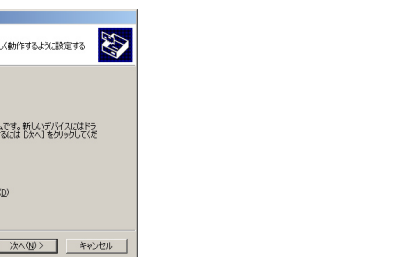 く動作するように設定する
ムです。新しいデバイスにはドラ
するには [次へ] をクリックしてくだ
(D)
次へ(N) >
キャンセル